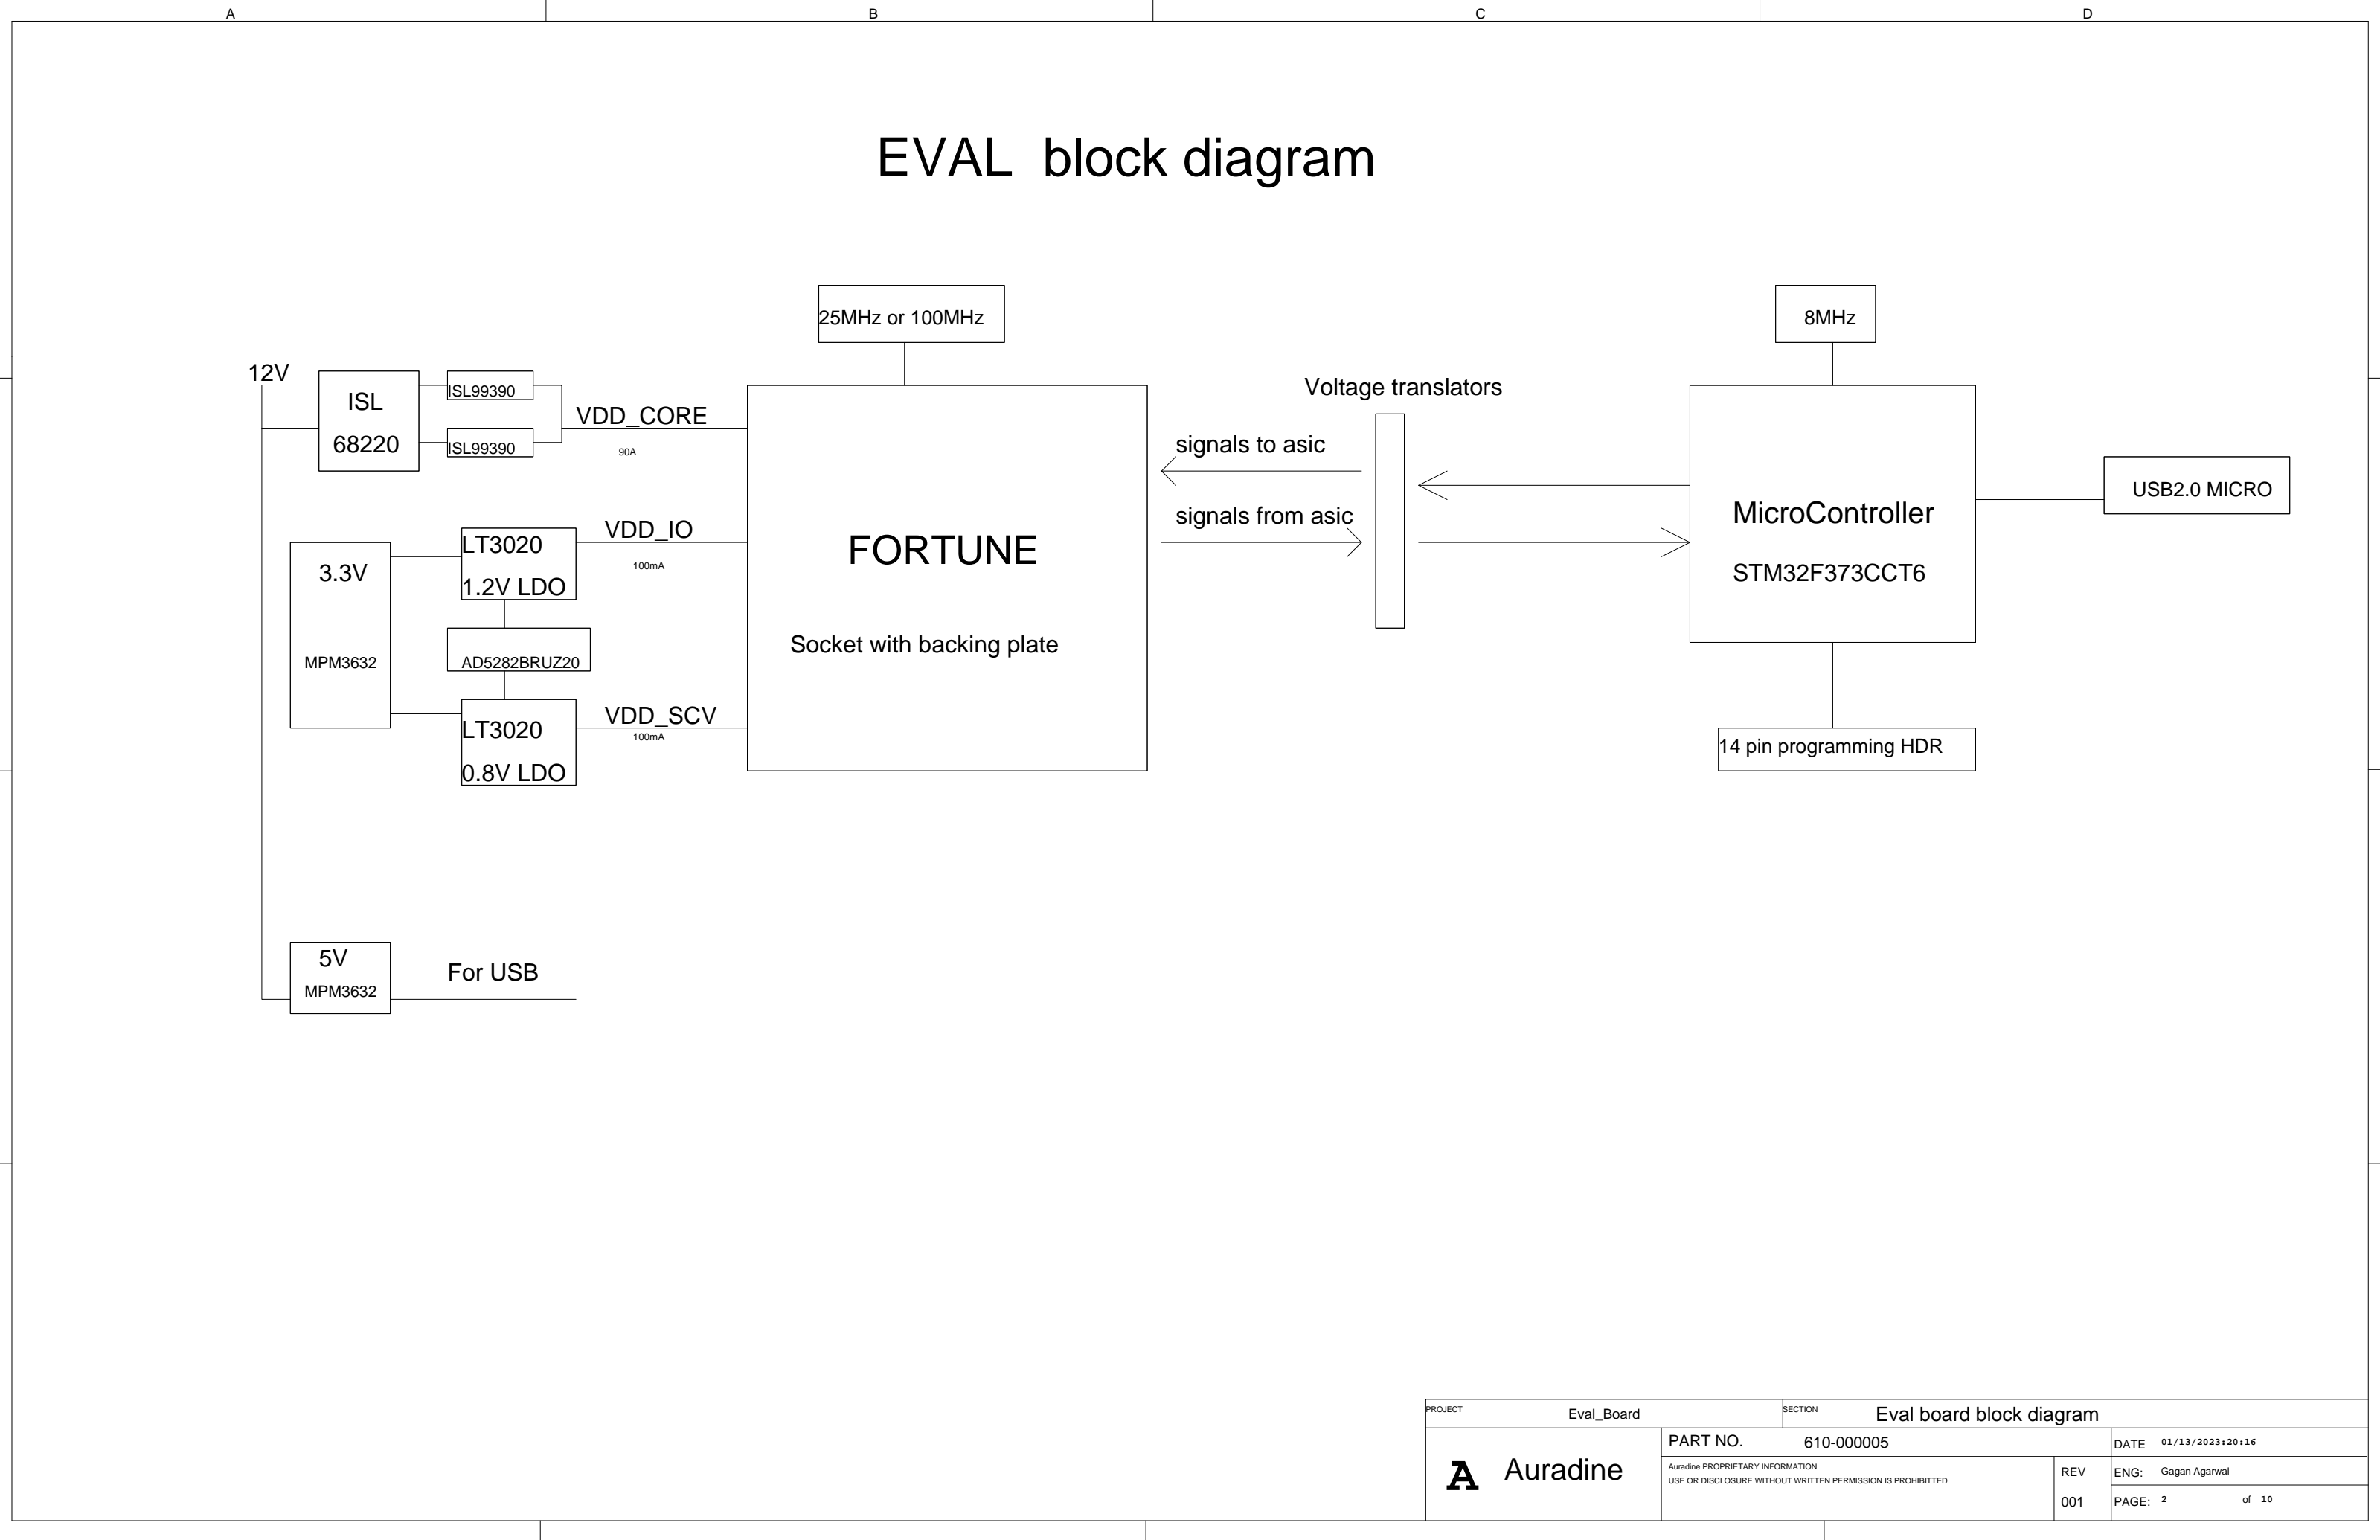 A B C D
EVAL block diagram
25MHz or 100MHz
8MHz
12V
ISL
68220
ISL99390
ISL99390
VDD_CORE
90A
3.3V
MPM3632
LT3020
1.2V LDO
VDD_IO
100mA
AD5282BRUZ20
LT3020
0.8V LDO
VDD_SCV
100mA
FORTUNE
Socket with backing plate
Voltage translators
signals to asic
signals from asic
MicroController
STM32F373CCT6
USB2.0 MICRO
14 pin programming HDR
5V
MPM3632
For USB
PROJECT Eval_Board SECTION Eval board block diagram
A Auradine
PART NO. 610-000005
DATE 01/13/2023:20:16
Auradine PROPRIETARY INFORMATION
USE OR DISCLOSURE WITHOUT WRITTEN PERMISSION IS PROHIBITTED
REV
001
ENG: Gagan Agarwal
PAGE: 2 of 10